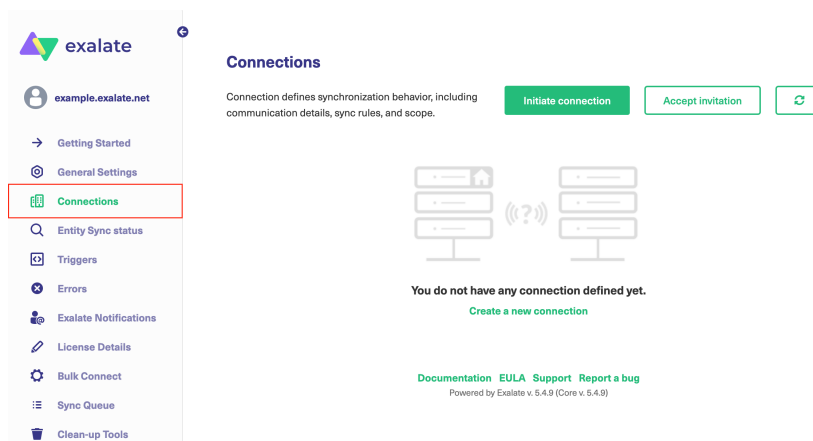 exalate
example.exalate.net
Getting Started
General Settings
Connections
Entity Sync status
Triggers
Errors
Exalate Notifications
License Details
Bulk Connect
Sync Queue
Clean-up Tools
Connections
Connection defines synchronization behavior, including
communication details, sync rules, and scope.
Initiate connection
Accept invitation
((?))
You do not have any connection defined yet.
Create a new connection
Documentation EULA Support Report a bug
Powered by Exalate v. 5.4.9 (Core v. 5.4.9)